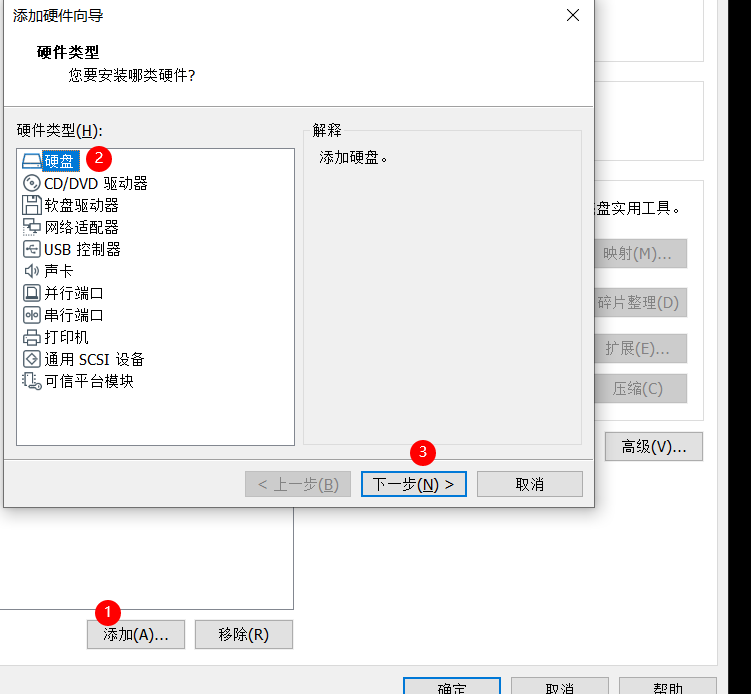 添加硬件向导
硬件类型
您要安装哪类硬件?
硬件类型(H):
硬盘
2
CD/DVD 驱动器
软盘驱动器
网络适配器
USB 控制器
声卡
并行端口
串行端口
打印机
通用 SCSI 设备
可信平台模块
解释
添加硬盘。
盘实用工具。
映射(M)...
碎片整理(D)
扩展(E)...
压缩(C)
高级(V)...
3
< 上一步(B)
下一步(N) >
取消
1
添加(A)...
移除(R)
确定
取消
帮助